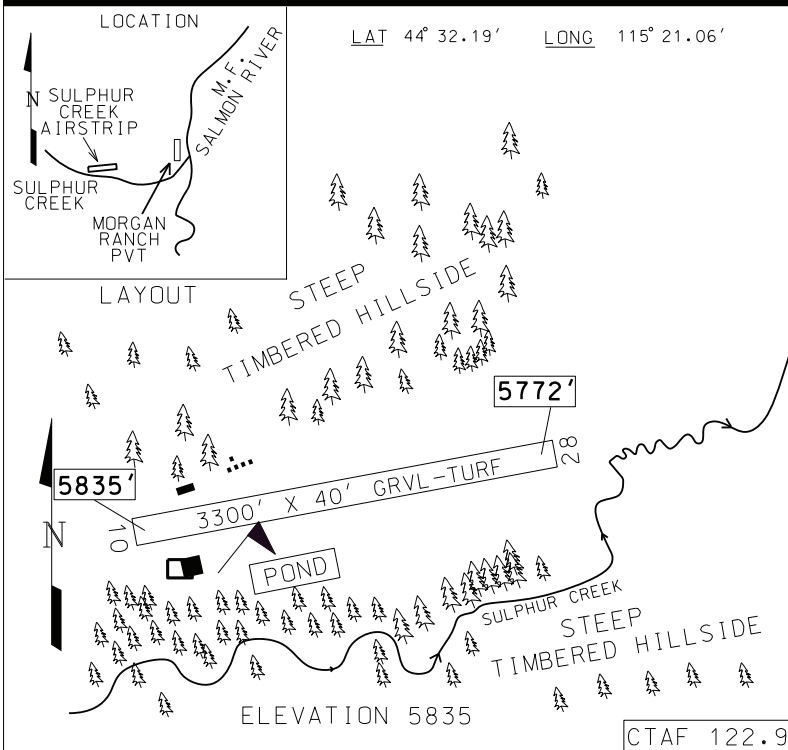 LOCATION
LAT 44° 32.19' LONG 115° 21.06'
M.F.
SALMON RIVER
N
SULPHUR
CREEK
AIRSTRIP
SULPHUR
CREEK
MORGAN
RANCH
PVT
LAYOUT
STEEP
TIMBERED HILLSIDE
5772'
28
5835'
3300' X 40' GRVL-TURF
10
N
POND
SULPHUR CREEK
STEEP
TIMBERED HILLSIDE
ELEVATION 5835
CTAF 122.9